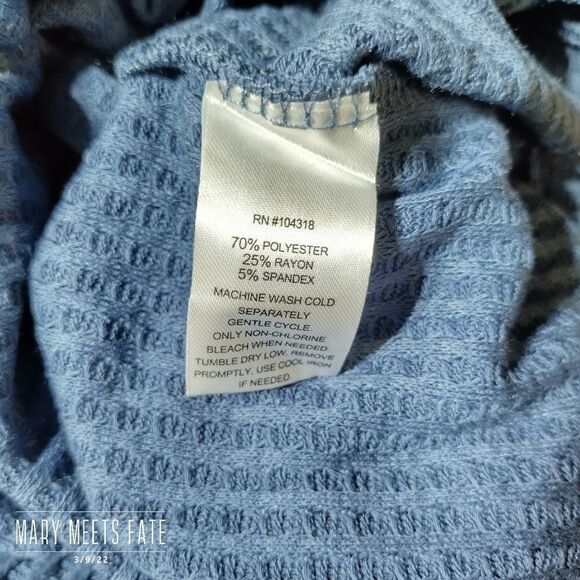 RN #104318
70% POLYESTER
25% RAYON
5% SPANDEX
MACHINE WASH COLD
SEPARATELY
GENTLE CYCLE.
ONLY NON-CHLORINE
BLEACH WHEN NEEDED
TUMBLE DRY LOW, REMOVE
PROMPTLY, USE COOL IRON
IF NEEDED.
MARY MEETS FATE
3/9/22